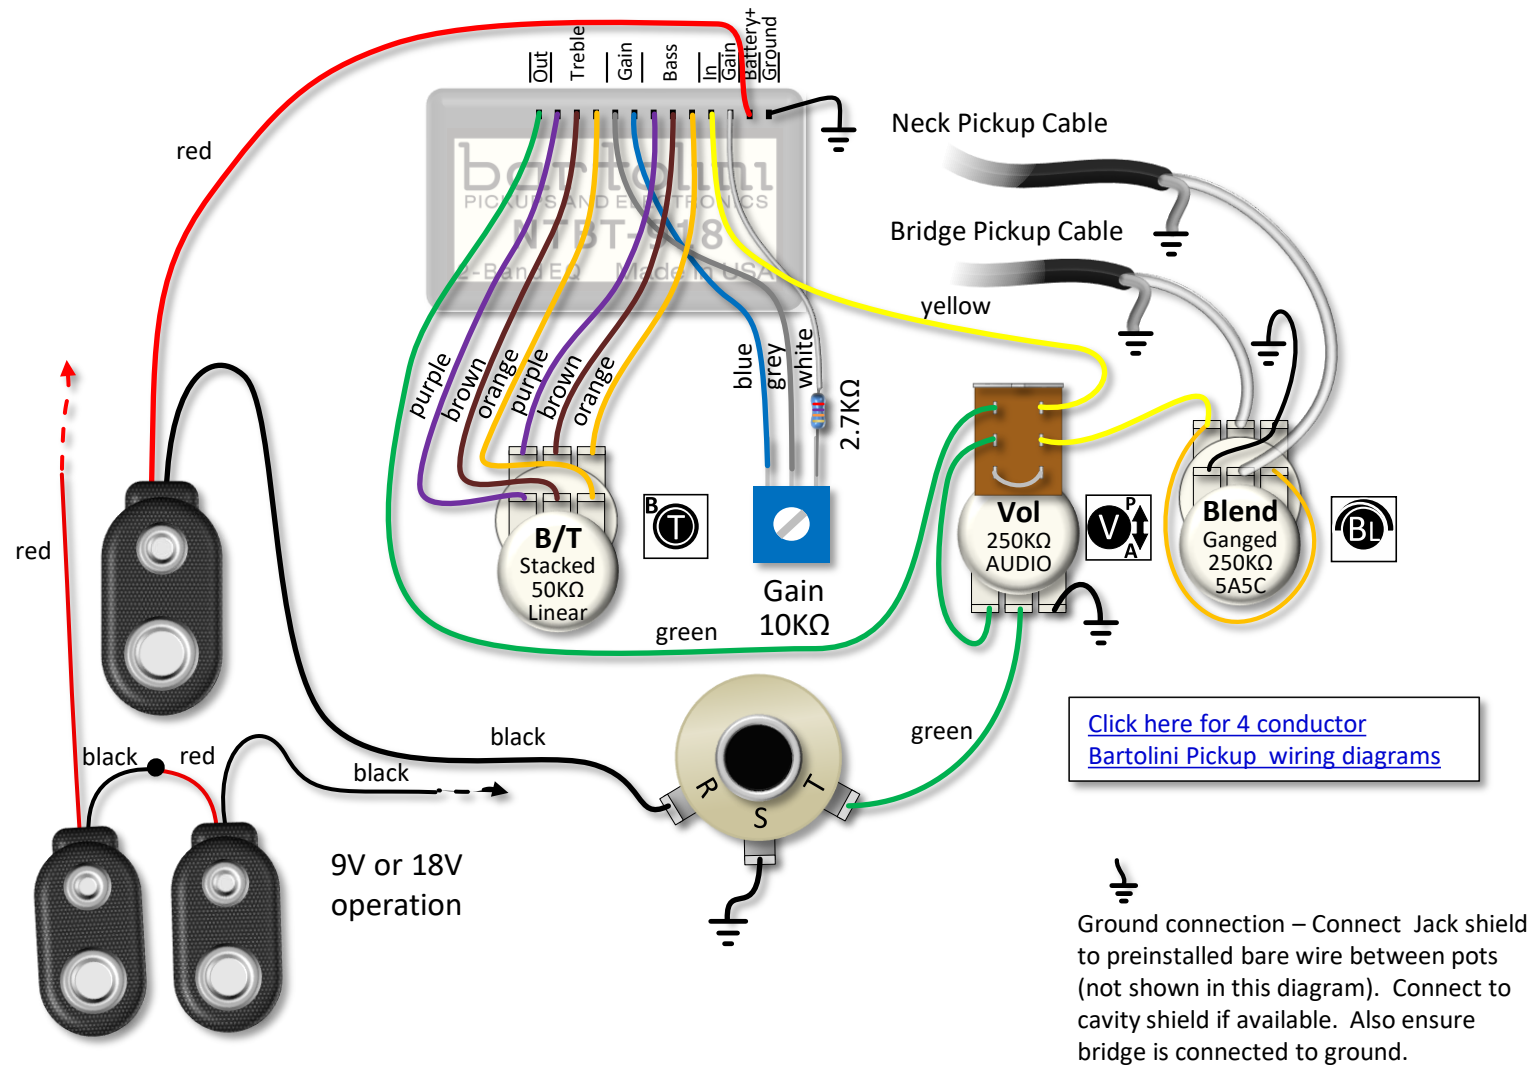 Out
Treble
Gain
Bass
In
Gain
Battery+
Ground
red
bartolini
PICKUPS AND ELECTRONICS
NTBT-918
2-Band EQ Made in USA
Neck Pickup Cable
Bridge Pickup Cable
yellow
purple
brown
orange
purple
brown
orange
blue
grey
white
2.7KΩ
red
B/T
Stacked
50KΩ
Linear
B
T
Gain
10KΩ
Vol
250KΩ
AUDIO
V
P
A
Blend
Ganged
250KΩ
5A5C
BL
green
black
red
black
black
green
R
S
T
9V or 18V
operation
Click here for 4 conductor
Bartolini Pickup wiring diagrams
Ground connection – Connect Jack shield
to preinstalled bare wire between pots
(not shown in this diagram). Connect to
cavity shield if available. Also ensure
bridge is connected to ground.